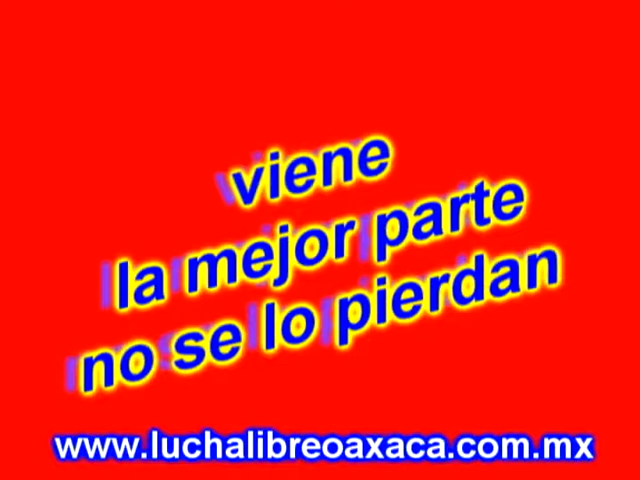 viene
la mejor parte
no se lo pierdan
www.luchalibreoaxaca.com.mx